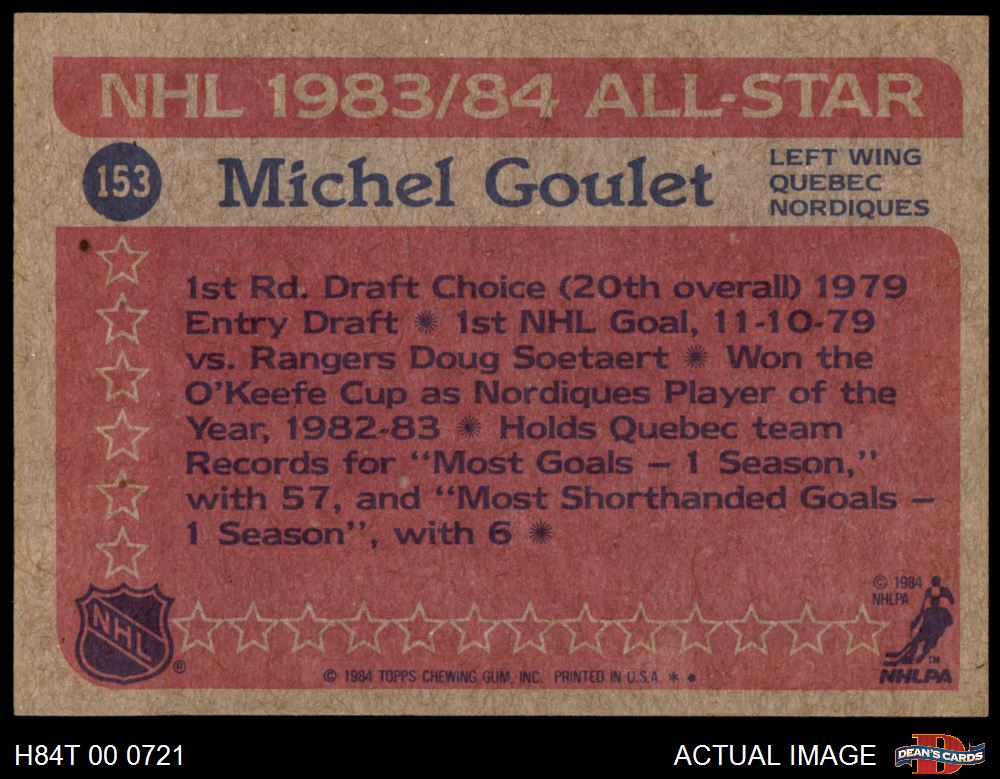 NHL 1983/84 ALL-STAR
153 Michel Goulet
LEFT WING
QUEBEC
NORDIQUES
1st Rd. Draft Choice (20th overall) 1979
Entry Draft ✺ 1st NHL Goal, 11-10-79
vs. Rangers Doug Soetaert ✺ Won the
O'Keefe Cup as Nordiques Player of the
Year, 1982-83 ✺ Holds Quebec team
Records for “Most Goals – 1 Season,”
with 57, and “Most Shorthanded Goals –
1 Season”, with 6 ✺
NHL ®
© 1984
NHLPA
TM
NHLPA
© 1984 TOPPS CHEWING GUM, INC. PRINTED IN U.S.A. * *
H84T 00 0721
ACTUAL IMAGE
D
DEAN'S CARDS